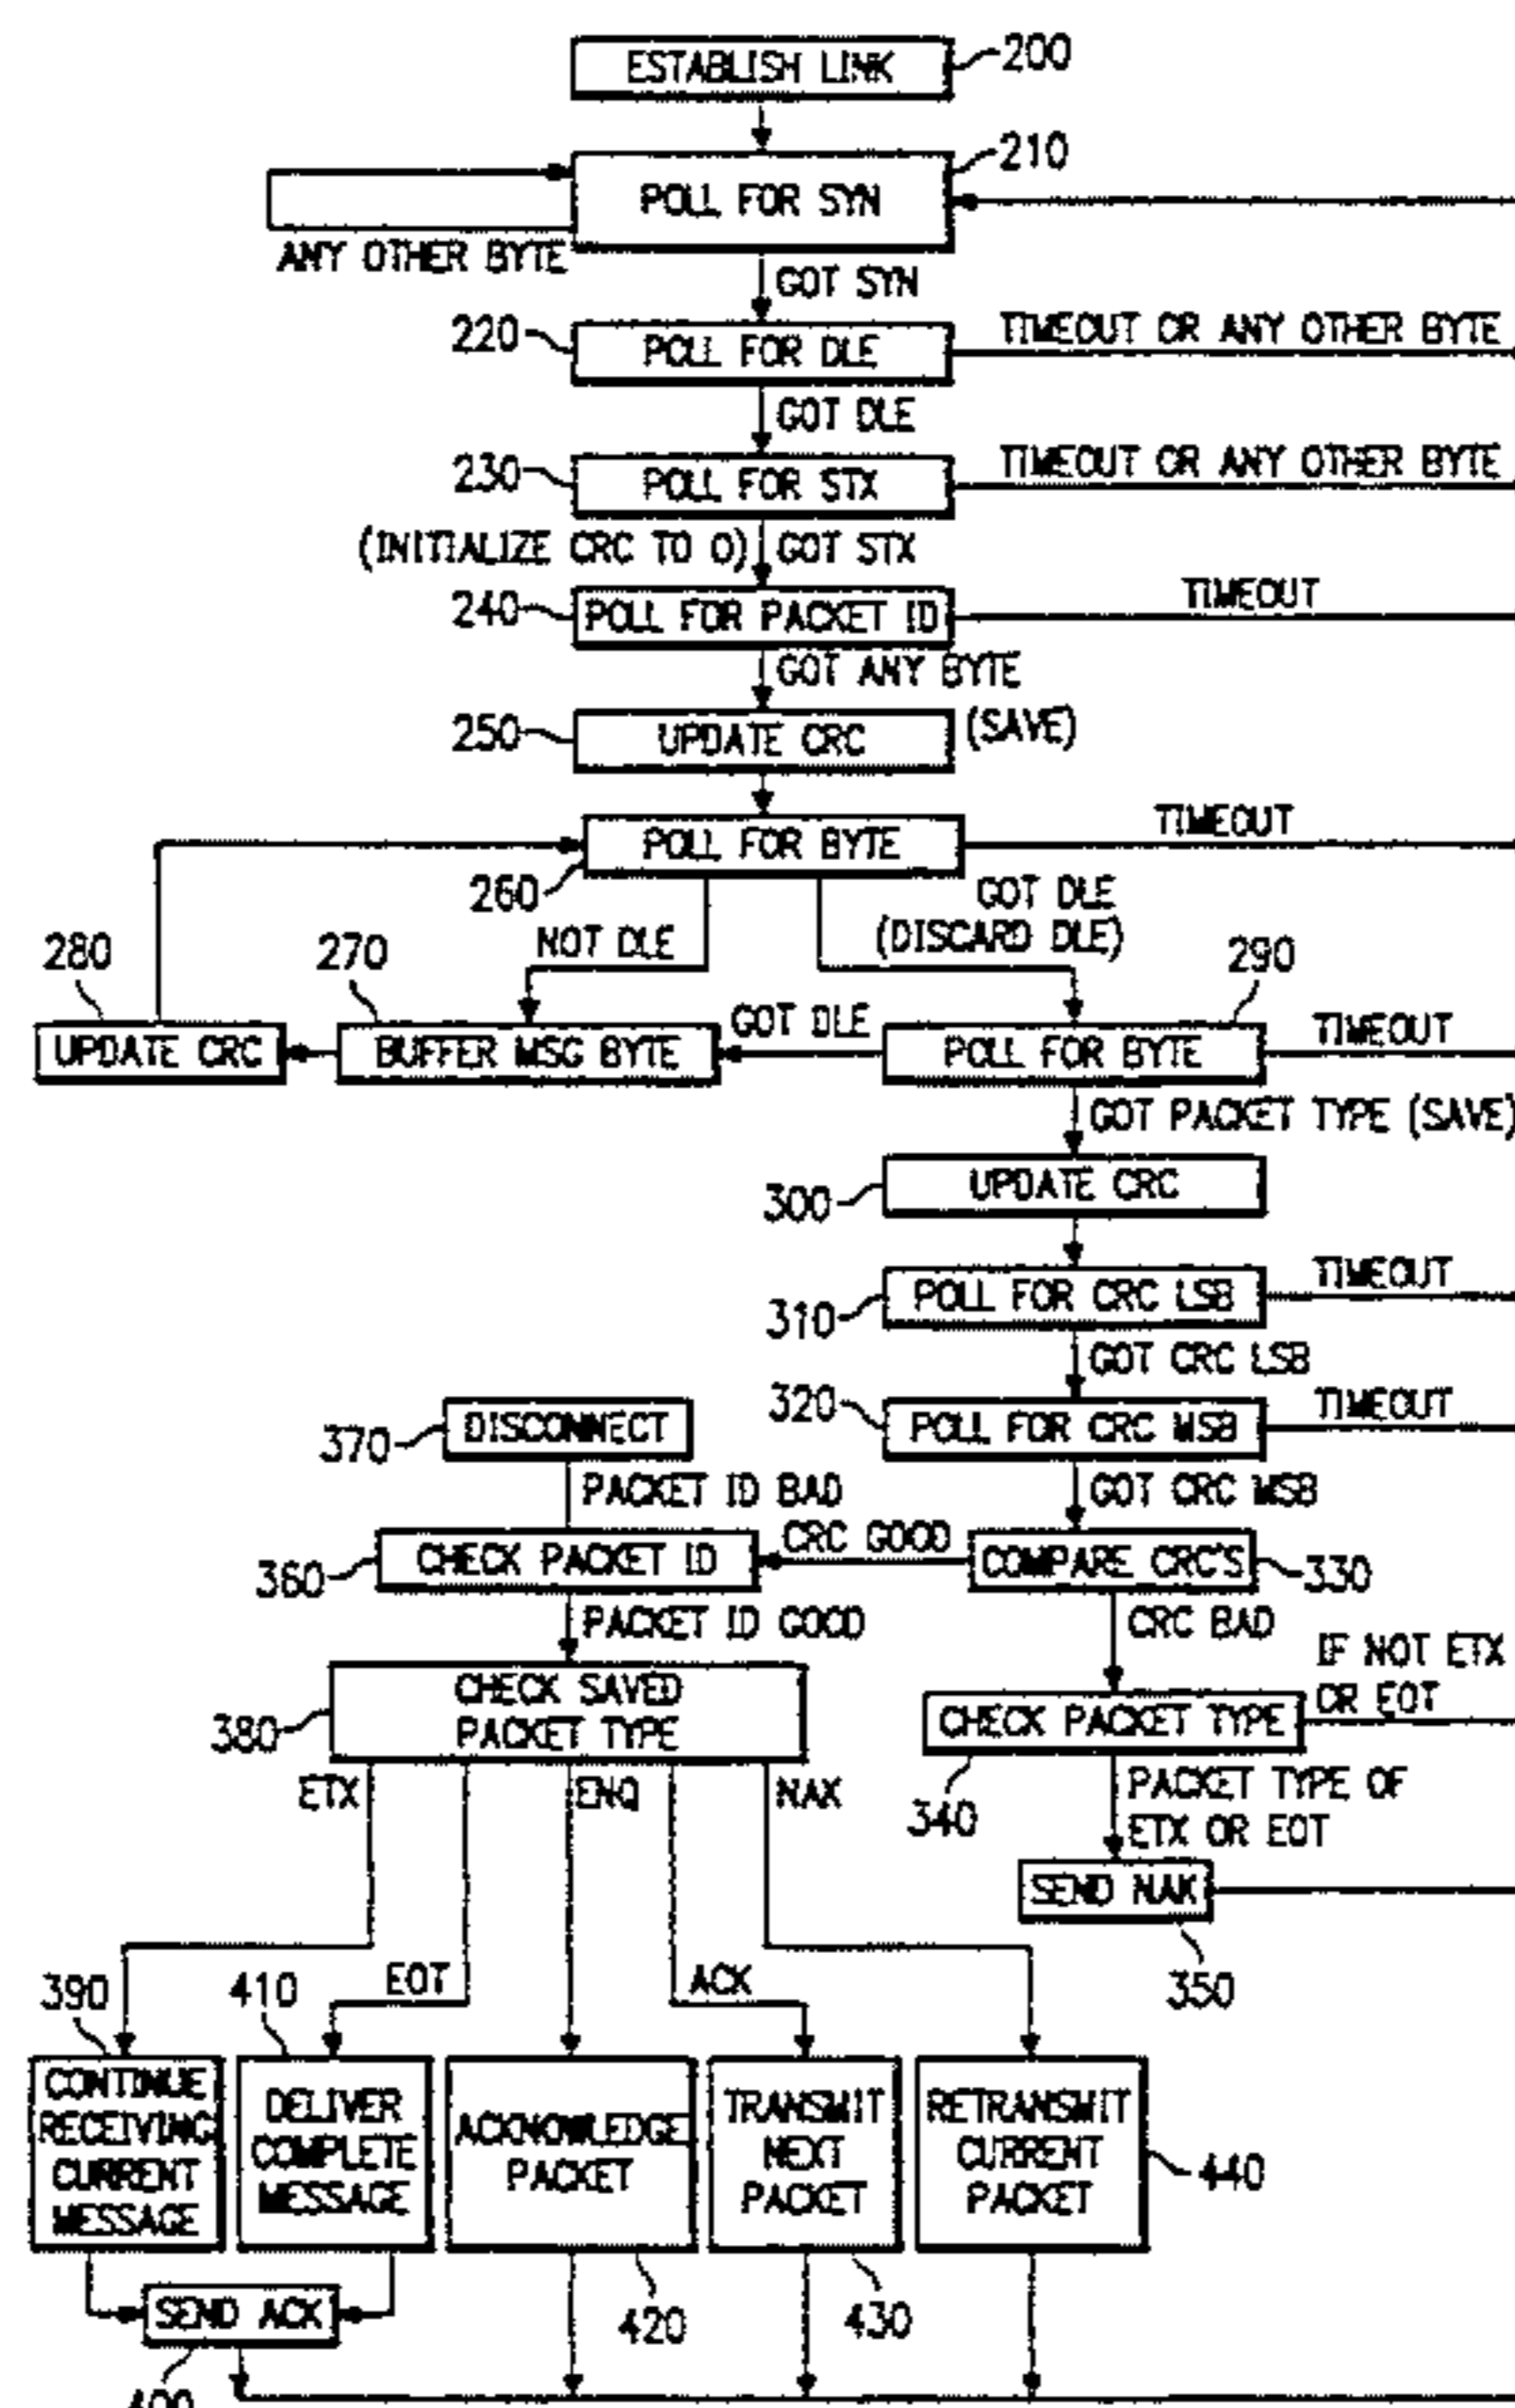 ESTABLISH LINK
200
210
POLL FOR SYN
ANY OTHER BYTE
GOT SYN
220
POLL FOR DLE
TIMEOUT OR ANY OTHER BYTE
GOT DLE
230
POLL FOR STX
TIMEOUT OR ANY OTHER BYTE
(INITIALIZE CRC TO 0)
GOT STX
240
POLL FOR PACKET ID
TIMEOUT
GOT ANY BYTE
(SAVE)
250
UPDATE CRC
POLL FOR BYTE
TIMEOUT
260
NOT DLE
GOT DLE
(DISCARD DLE)
280
270
290
UPDATE CRC
BUFFER MSG BYTE
GOT DLE
POLL FOR BYTE
TIMEOUT
GOT PACKET TYPE (SAVE)
300
UPDATE CRC
310
POLL FOR CRC LSB
TIMEOUT
GOT CRC LSB
320
POLL FOR CRC MSB
TIMEOUT
GOT CRC MSB
370
DISCONNECT
PACKET ID BAD
360
CHECK PACKET ID
CRC GOOD
COMPARE CRC'S
330
PACKET ID GOOD
CRC BAD
IF NOT ETX
OR EOT
380
CHECK SAVED
PACKET TYPE
CHECK PACKET TYPE
340
PACKET TYPE OF
ETX OR EOT
SEND NAK
350
ETX
ENQ
NAX
EOT
ACK
390
410
CONTINUE
RECEIVING
CURRENT
MESSAGE
DELIVER
COMPLETE
MESSAGE
ACKNOWLEDGE
PACKET
TRANSMIT
NEXT
PACKET
RETRANSMIT
CURRENT
PACKET
440
SEND ACK
420
430
400